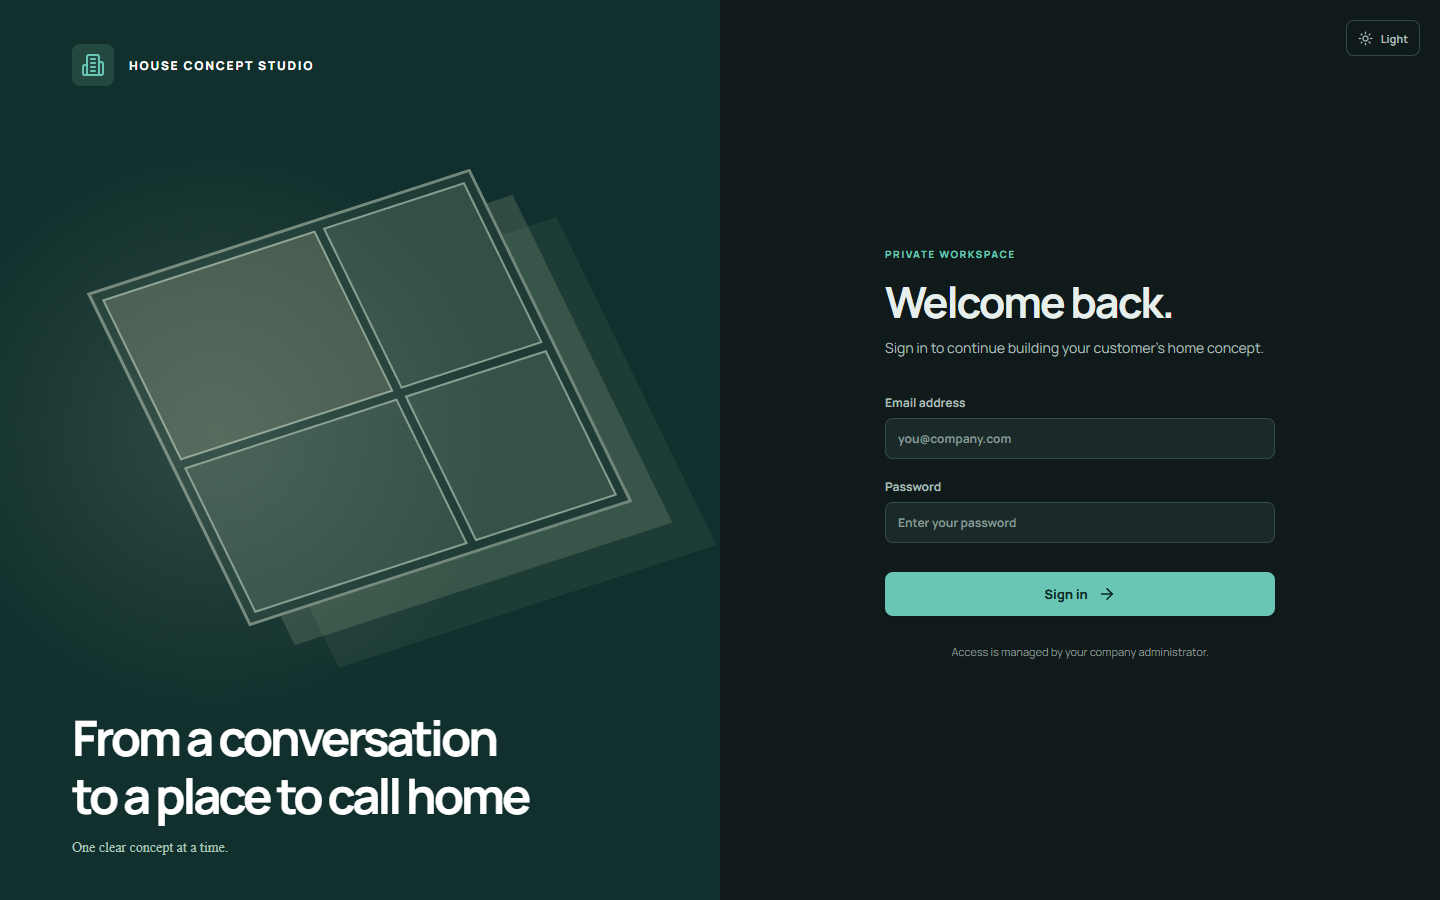 HOUSE CONCEPT STUDIO
From a conversation
to a place to call home
One clear concept at a time.
Light
PRIVATE WORKSPACE
Welcome back.
Sign in to continue building your customer's home concept.
Email address
you@company.com
Password
Enter your password
Sign in
Access is managed by your company administrator.